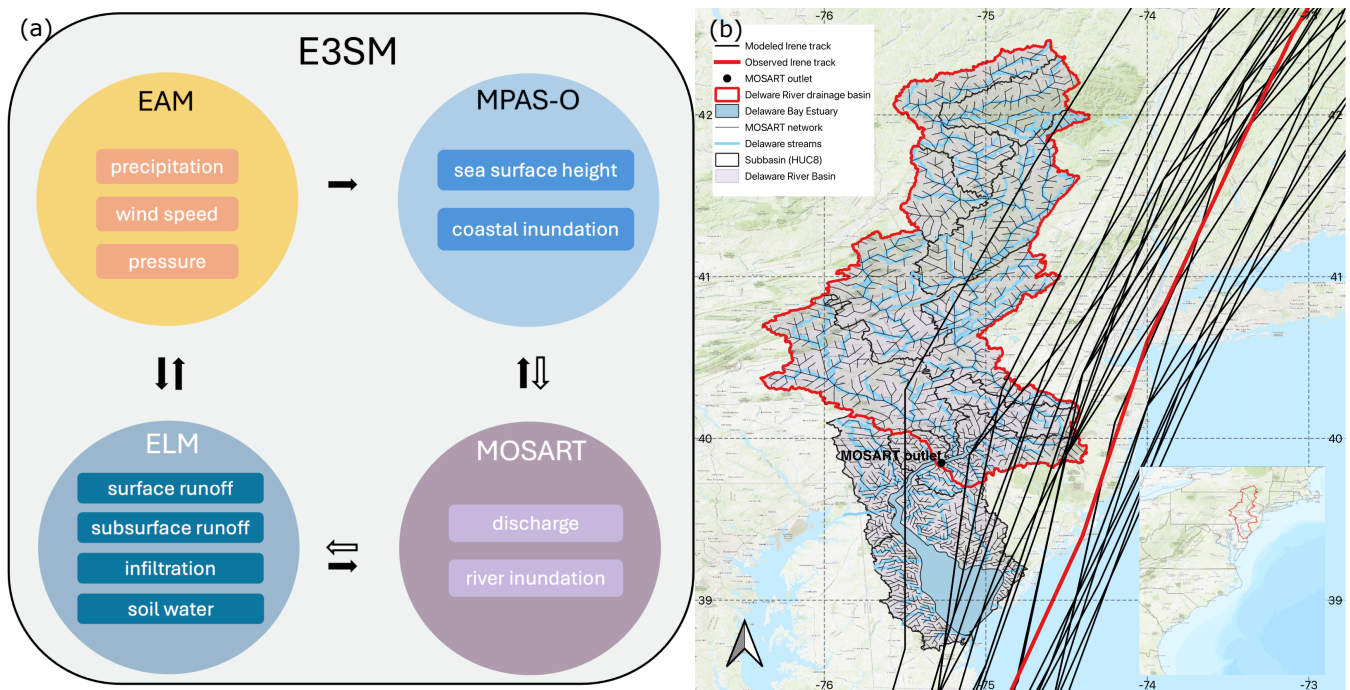 (a)
E3SM
EAM
precipitation
wind speed
pressure
MPAS-O
sea surface height
coastal inundation
ELM
surface runoff
subsurface runoff
infiltration
soil water
MOSART
discharge
river inundation
(b)
-76
-75
-74
-73
Modeled Irene track
Observed Irene track
MOSART outlet
Delware River drainage basin
Delaware Bay Estuary
MOSART network
Delaware streams
Subbasin (HUC8)
Delaware River Basin
42
42
41
41
40
40
MOSART outlet
39
39
-76
-75
-74
-73